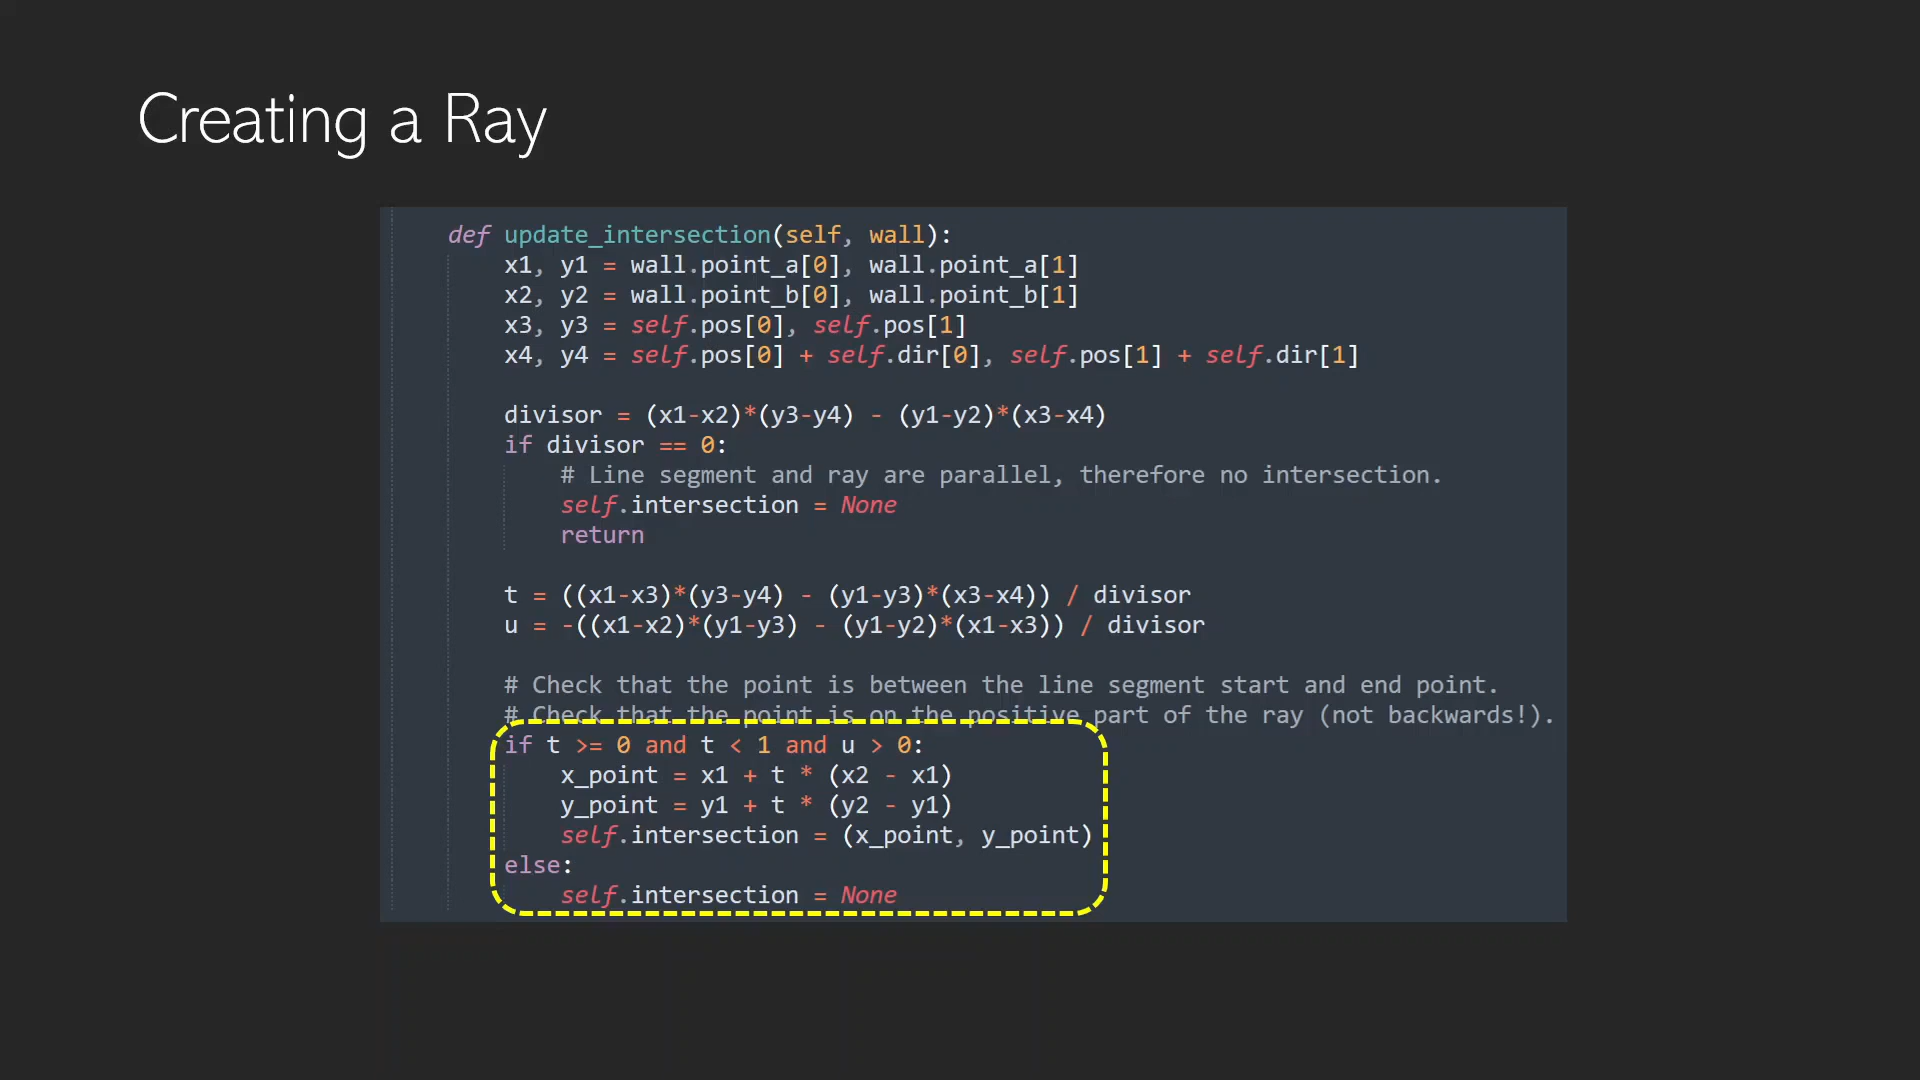 Creating a Ray
def update_intersection(self, wall):
x1, y1 = wall.point_a[0], wall.point_a[1]
x2, y2 = wall.point_b[0], wall.point_b[1]
x3, y3 = self.pos[0], self.pos[1]
x4, y4 = self.pos[0] + self.dir[0], self.pos[1] + self.dir[1]
divisor = (x1-x2)*(y3-y4) - (y1-y2)*(x3-x4)
if divisor == 0:
# Line segment and ray are parallel, therefore no intersection.
self.intersection = None
return
t = ((x1-x3)*(y3-y4) - (y1-y3)*(x3-x4)) / divisor
u = -((x1-x2)*(y1-y3) - (y1-y2)*(x1-x3)) / divisor
# Check that the point is between the line segment start and end point.
# Check that the point is on the positive part of the ray (not backwards!).
if t >= 0 and t < 1 and u > 0:
x_point = x1 + t * (x2 - x1)
y_point = y1 + t * (y2 - y1)
self.intersection = (x_point, y_point)
else:
self.intersection = None